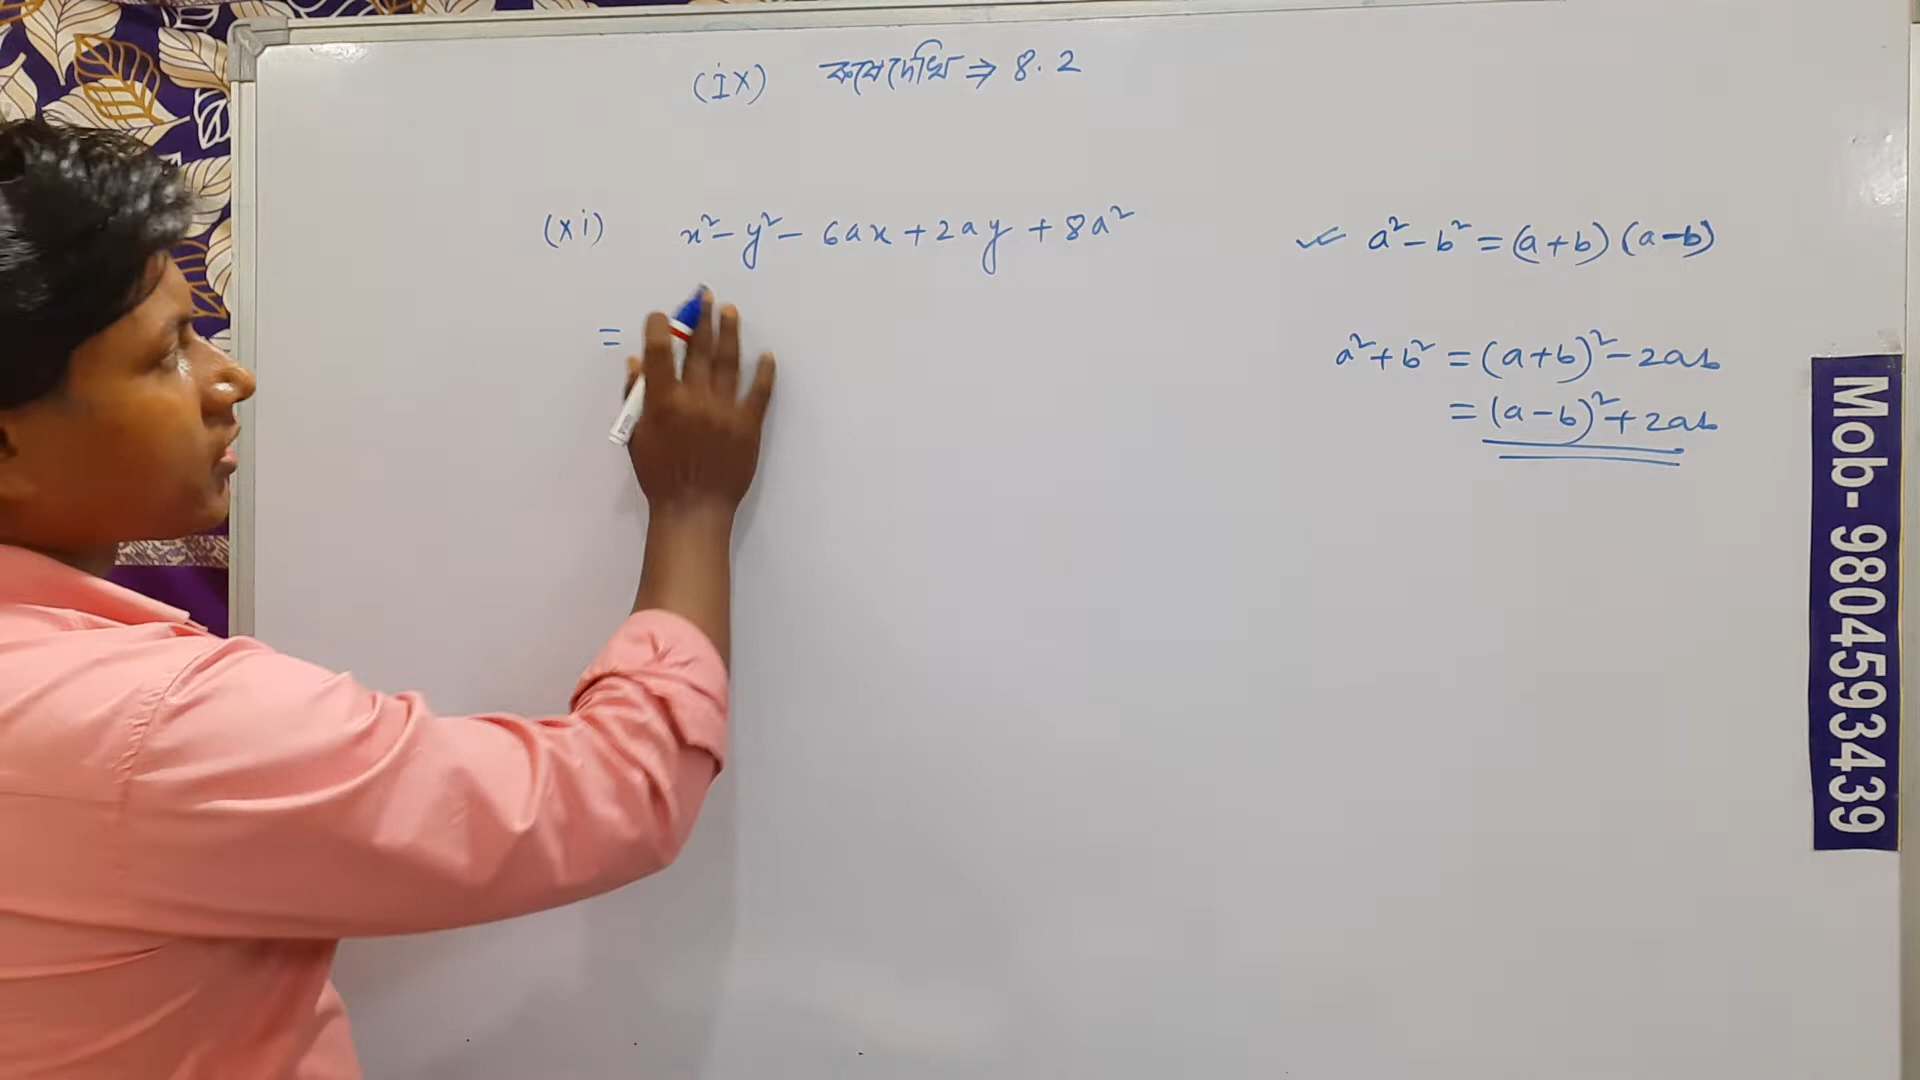 (ix) কষেদেখি ⇒ 8.2
(xi) x² - y² - 6ax + 2ay + 8a²
=
a² - b² = (a+b) (a-b)
a² + b² = (a+b)² - 2ab
= (a-b)² + 2ab
Mob- 9804593439